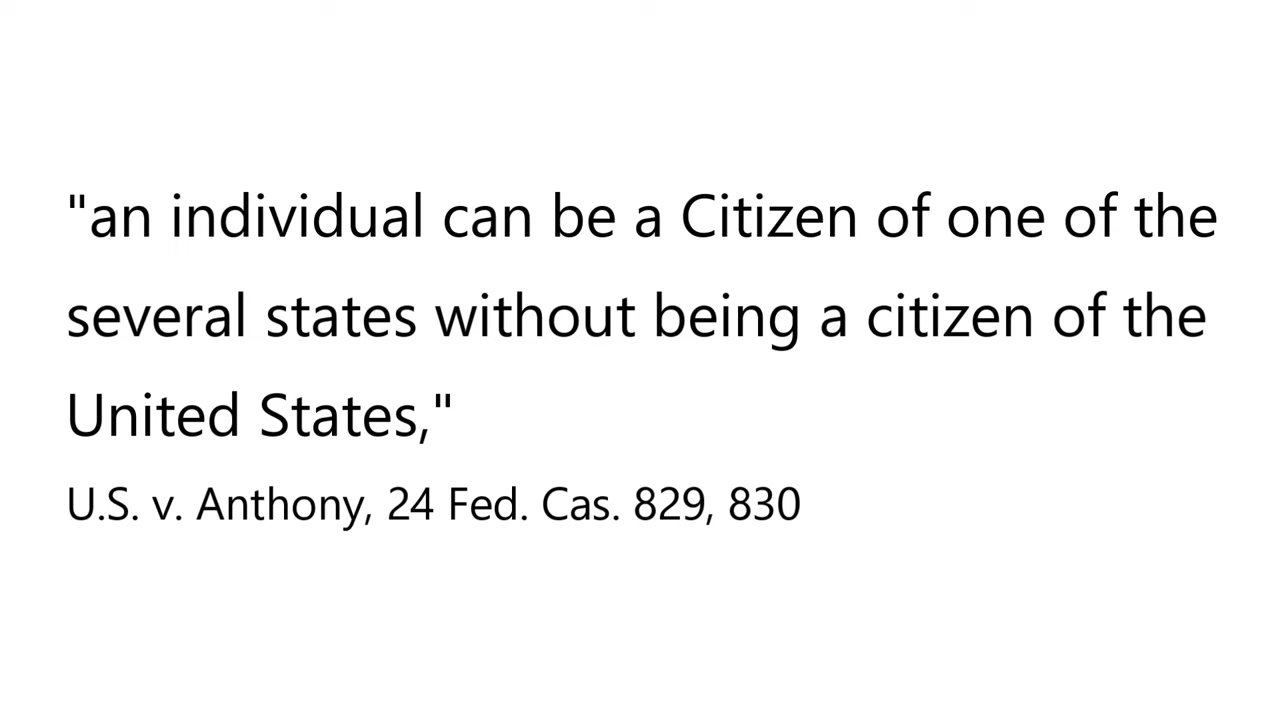 "an individual can be a Citizen of one of the
several states without being a citizen of the
United States,"
U.S. v. Anthony, 24 Fed. Cas. 829, 830